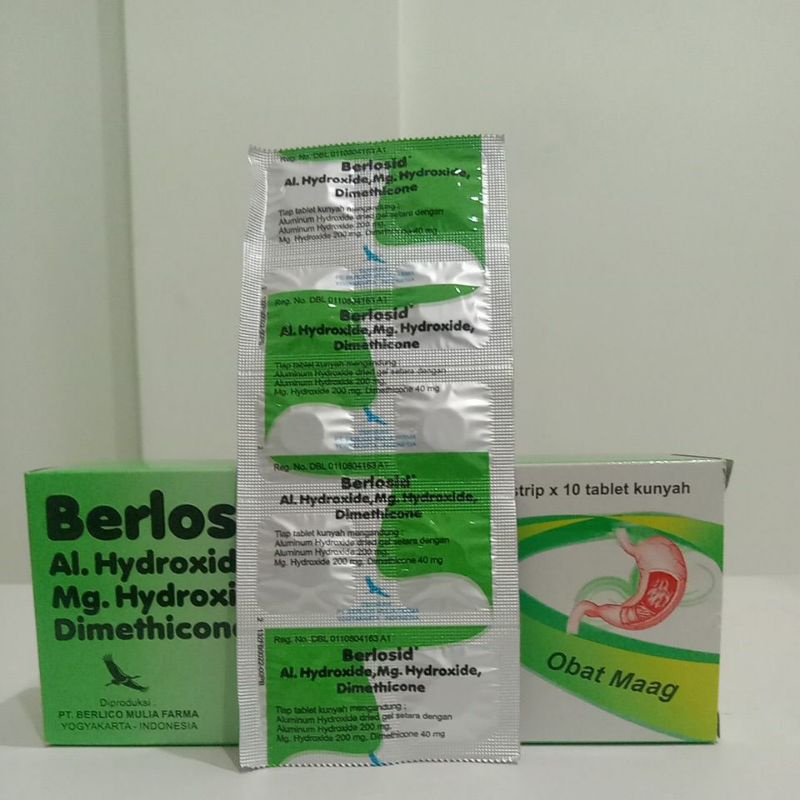 Reg. No. DBL 0110804163 A1
Berlosid
Al. Hydroxide, Mg. Hydroxide,
Dimethicone
Tiap tablet kunyah mengandung :
Aluminum Hydroxide dried gel setara dengan
Aluminum Hydroxide 200 mg,
Mg. Hydroxide 200 mg, Dimethicone 40 mg
Reg. No. DBL 0110804163 A1
Berlosid
Al. Hydroxide, Mg. Hydroxide,
Dimethicone
Tiap tablet kunyah mengandung :
Aluminum Hydroxide dried gel setara dengan
Aluminum Hydroxide 200 mg,
Mg. Hydroxide 200 mg, Dimethicone 40 mg
Reg. No. DBL 0110804163 A1
Berlosid
Al. Hydroxide, Mg. Hydroxide,
Dimethicone
Tiap tablet kunyah mengandung :
Aluminum Hydroxide dried gel setara dengan
Aluminum Hydroxide 200 mg,
Mg. Hydroxide 200 mg, Dimethicone 40 mg
Reg. No. DBL 0110804163 A1
Berlosid
Al. Hydroxide, Mg. Hydroxide,
Dimethicone
Tiap tablet kunyah mengandung :
Aluminum Hydroxide dried gel setara dengan
Aluminum Hydroxide 200 mg,
Mg. Hydroxide 200 mg, Dimethicone 40 mg
Berlos
Al. Hydroxid
Mg. Hydroxi
Dimethicon
Diproduksi :
PT. BERLICO MULIA FARMA
YOGYAKARTA - INDONESIA
strip x 10 tablet kunyah
Obat Maag